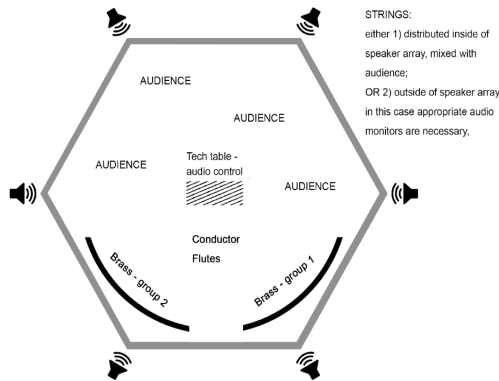 STRINGS:
either 1) distributed inside of
speaker array, mixed with
audience;
OR 2) outside of speaker array
in this case appropriate audio
monitors are necessary,
AUDIENCE
AUDIENCE
AUDIENCE
Tech table -
audio control
AUDIENCE
Conductor
Flutes
Brass - group 2
Brass - group 1